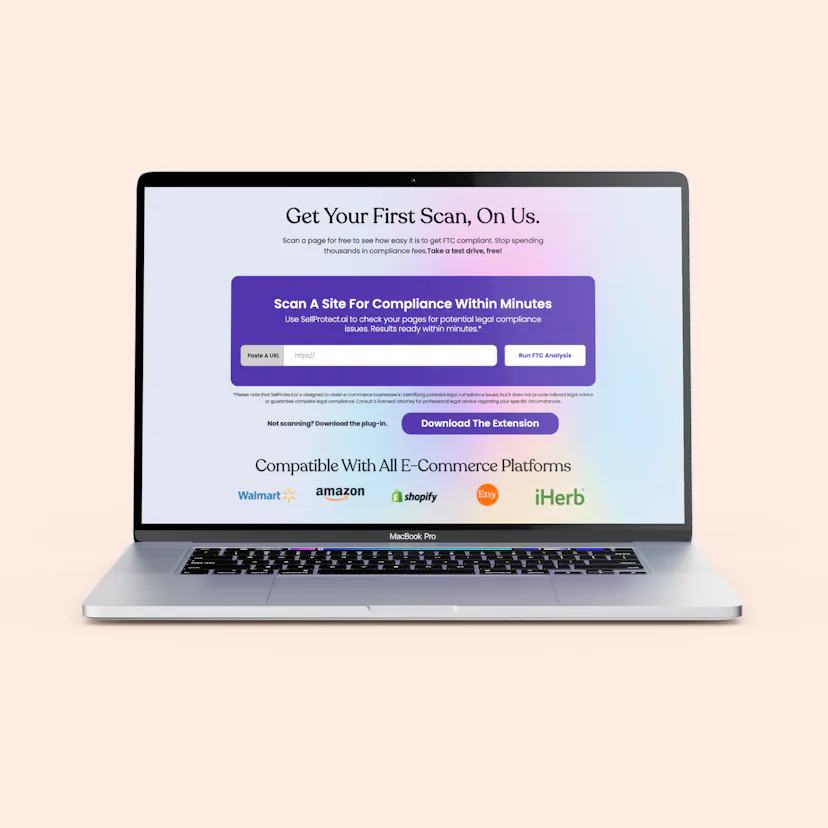 Get Your First Scan, On Us.
Scan a page for free to see how easy it is to get FTC compliant. Stop spending
thousands in compliance fees.Take a test drive, free!
Scan A Site For Compliance Within Minutes
Use SellProtect.ai to check your pages for potential legal compliance
issues. Results ready within minutes.*
Paste A URL https:// Run FTC Analysis
*Please note that SellProtect.ai is designed to assist e-commerce businesses in identifying potential legal compliance issues, but it does not provide tailored legal advice
or guarantee complete legal compliance. Consult a licensed attorney for professional legal advice regarding your specific circumstances.
Not scanning? Download the plug-in. Download The Extension
Compatible With All E-Commerce Platforms
Walmart amazon shopify Etsy iHerb
MacBook Pro